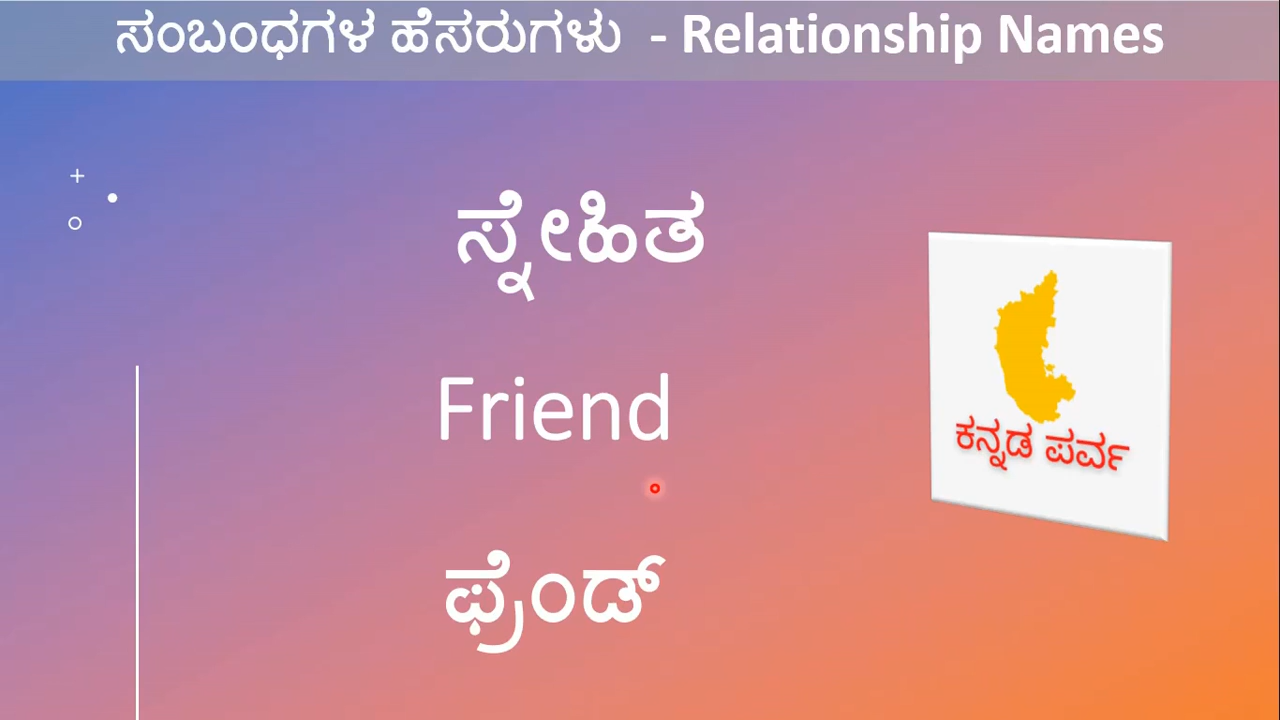 ಸಂಬಂಧಗಳ ಹೆಸರುಗಳು - Relationship Names
ಸ್ನೇಹಿತ
Friend
ಫ್ರೆಂಡ್
ಕನ್ನಡ ಪರ್ವ